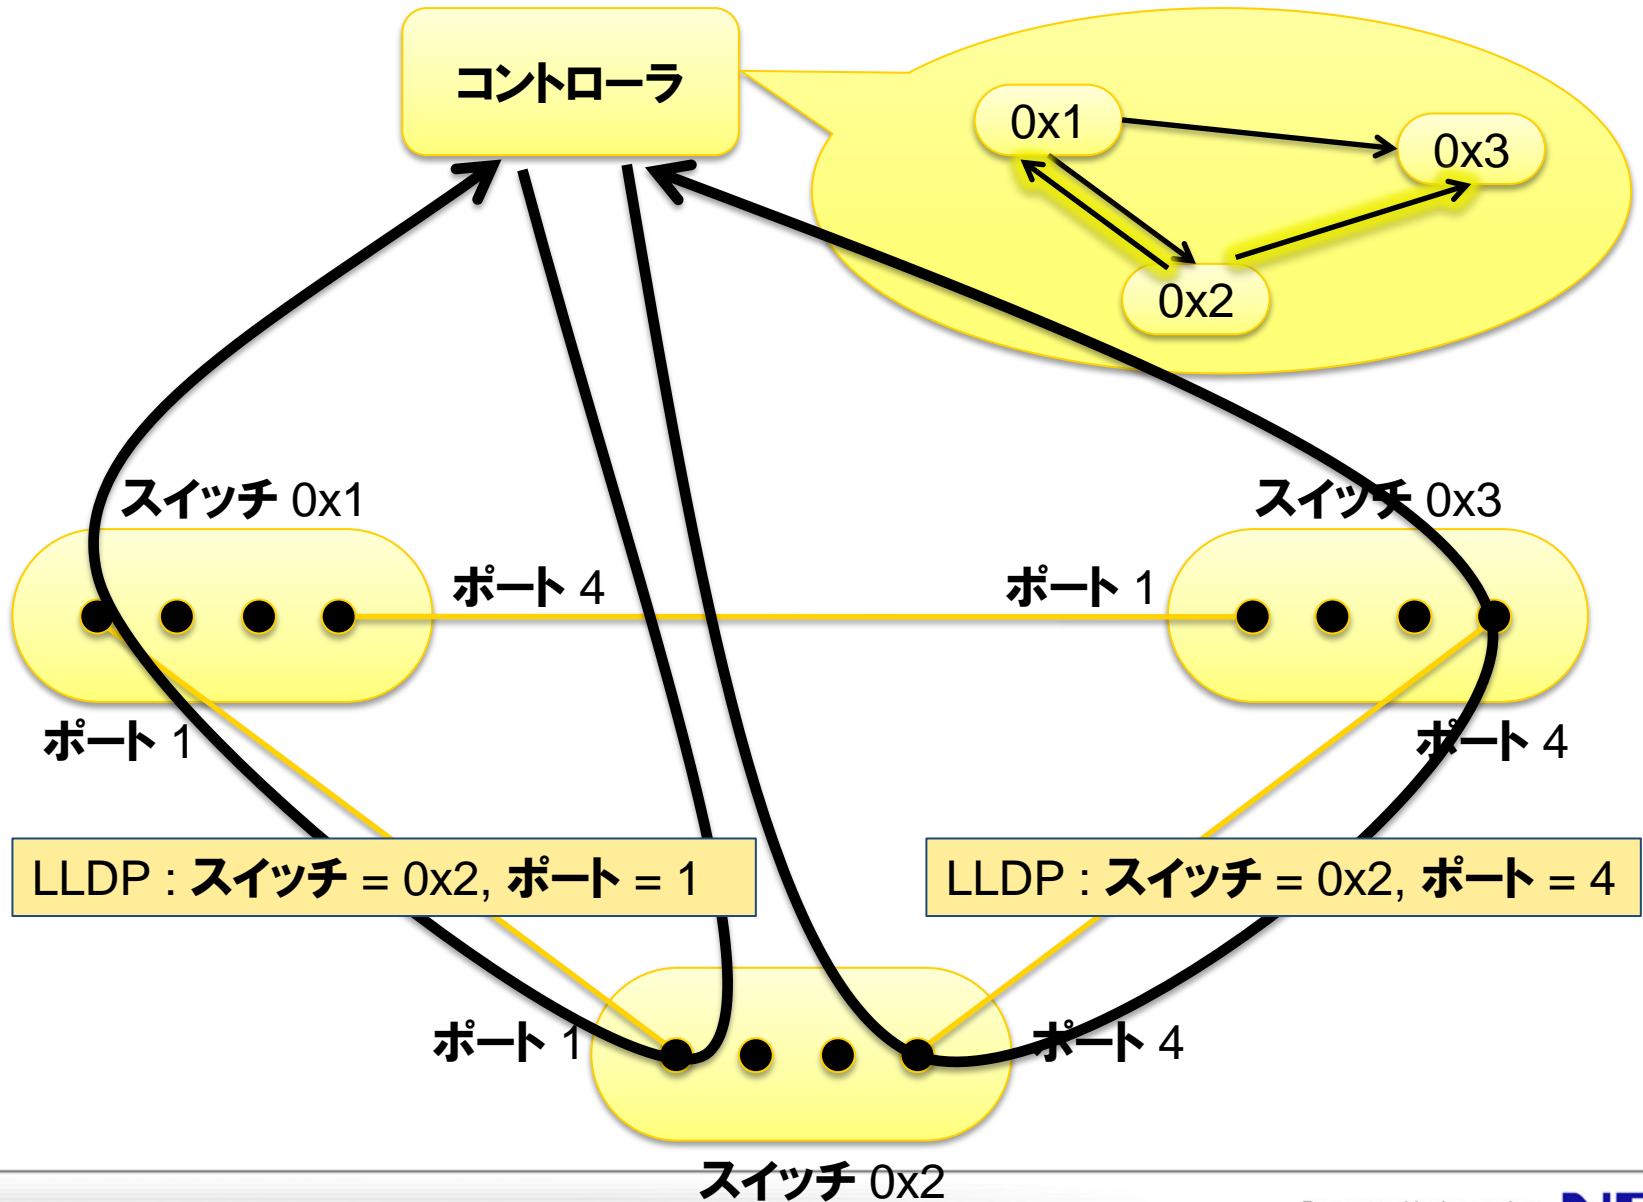 コントローラ
0x1
0x3
0x2
スイッチ 0x1
スイッチ 0x3
ポート 4
ポート 1
ポート 1
ポート 4
LLDP : スイッチ = 0x2, ポート = 1
LLDP : スイッチ = 0x2, ポート = 4
ポート 1
ポート 4
スイッチ 0x2